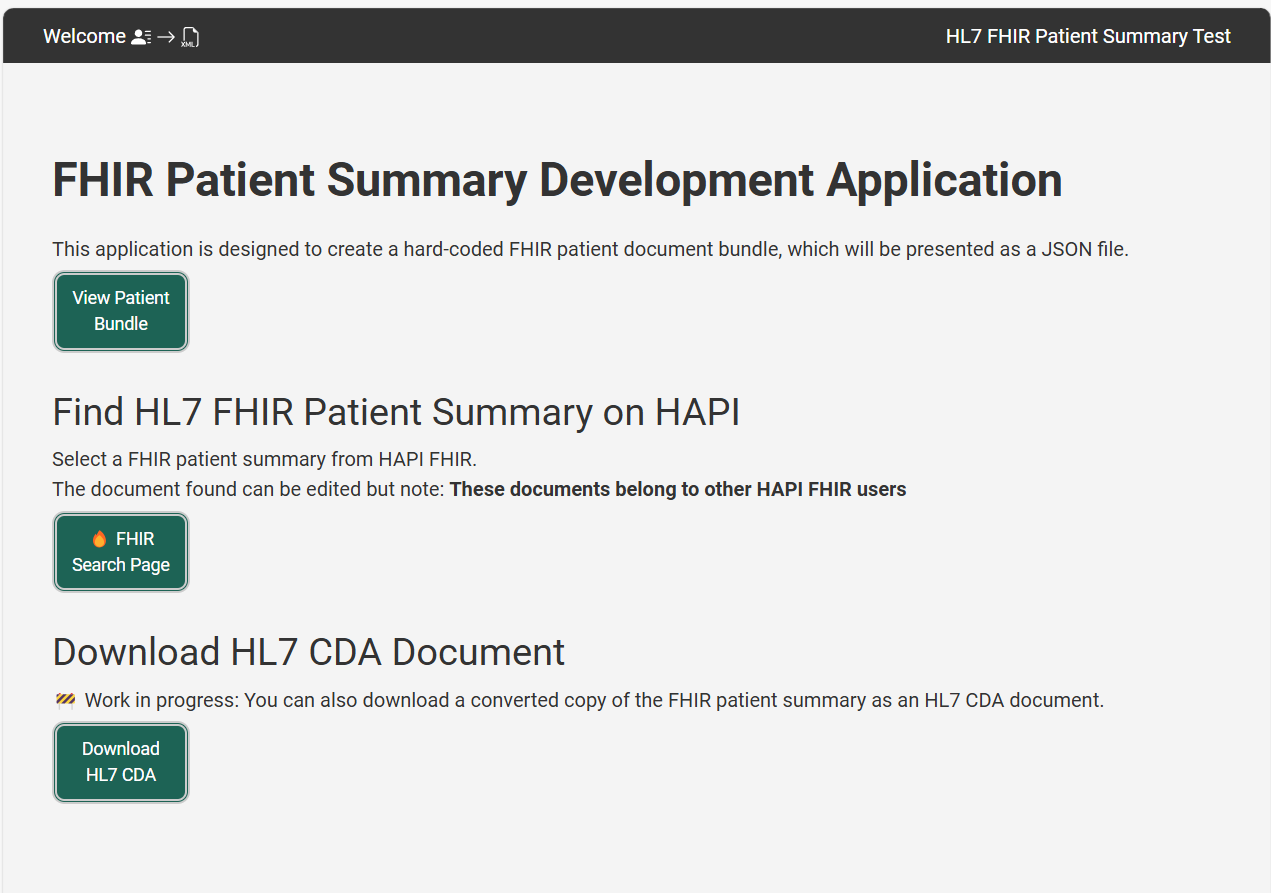 Welcome
XML
HL7 FHIR Patient Summary Test
FHIR Patient Summary Development Application
This application is designed to create a hard-coded FHIR patient document bundle, which will be presented as a JSON file.
View Patient
Bundle
Find HL7 FHIR Patient Summary on HAPI
Select a FHIR patient summary from HAPI FHIR.
The document found can be edited but note: These documents belong to other HAPI FHIR users
🔥 FHIR
Search Page
Download HL7 CDA Document
🚧 Work in progress: You can also download a converted copy of the FHIR patient summary as an HL7 CDA document.
Download
HL7 CDA